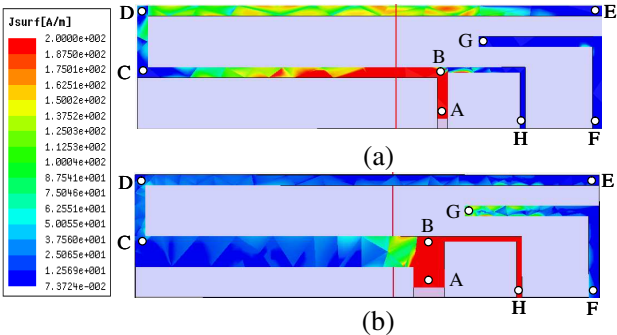 Jsurf[A/m]
2.0000e+002
1.8750e+002
1.7501e+002
1.6251e+002
1.5002e+002
1.3752e+002
1.2503e+002
1.1253e+002
1.0004e+002
8.7541e+001
7.5046e+001
6.2551e+001
5.0055e+001
3.7560e+001
2.5065e+001
1.2569e+001
7.3724e-002
D
E
G
B
C
A
H
F
(a)
D
E
G
B
C
A
H
F
(b)